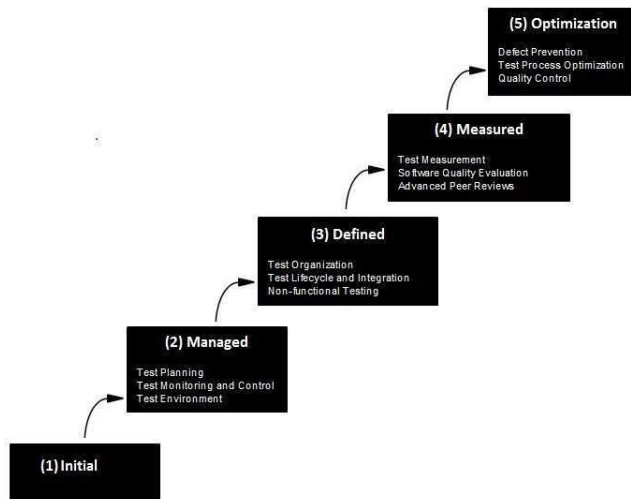 (5) Optimization
Defect Prevention
Test Process Optimization
Quality Control
(4) Measured
Test Measurement
Software Quality Evaluation
Advanced Peer Reviews
(3) Defined
Test Organization
Test Lifecycle and Integration
Non-functional Testing
(2) Managed
Test Planning
Test Monitoring and Control
Test Environment
(1) Initial